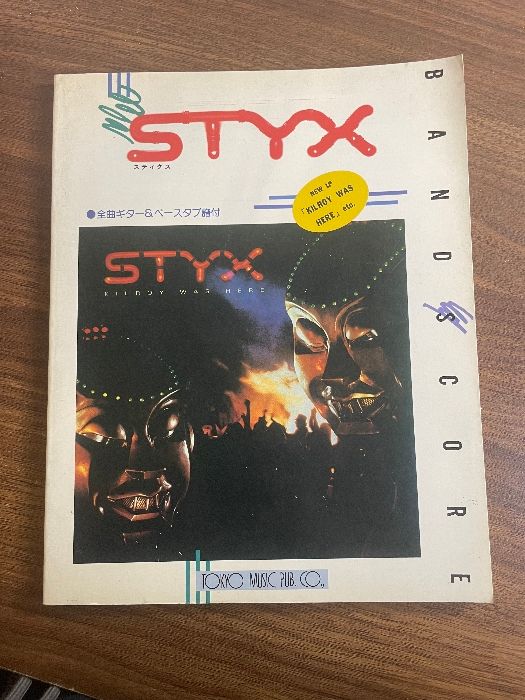 STYX
スティクス
BAND SCORE
●全曲ギター&ベースタブ譜付
NEW LP
「KILROY WAS
HERE」etc.
STYX
KILROY WAS HERE
TOKYO MUSIC PUB. CO.,